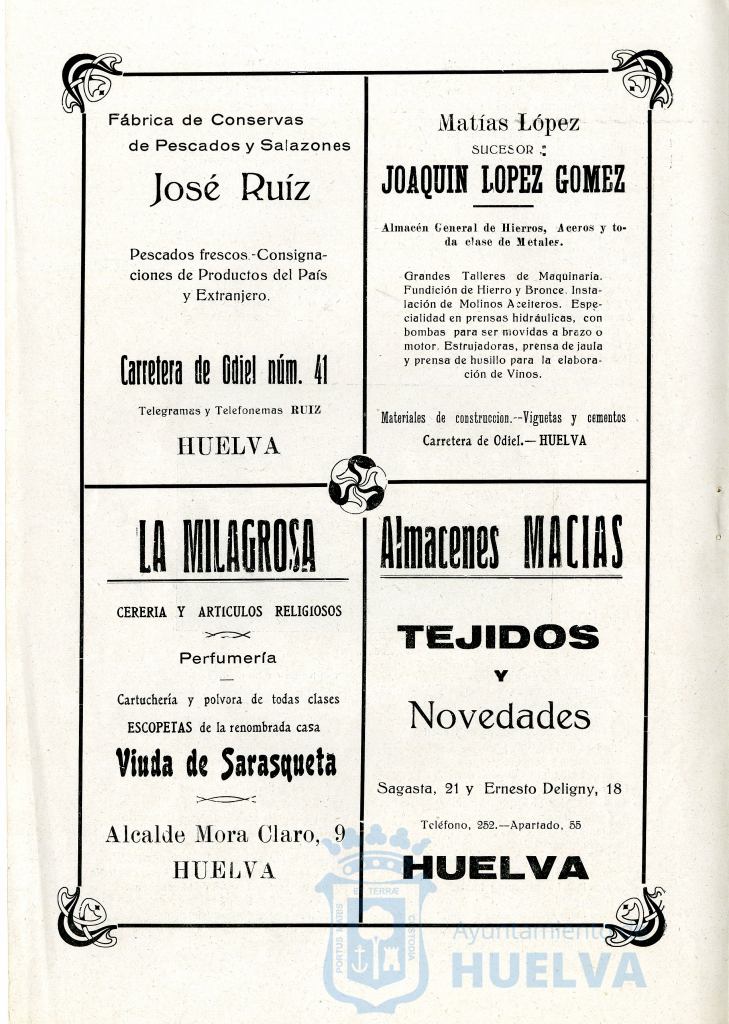 Fábrica de Conservas
de Pescados y Salazones
José Ruíz
Pescados frescos.-Consigna-
ciones de Productos del País
y Extranjero.
Carretera de Odiel núm. 41
Telegramas y Telefonemas RUIZ
HUELVA
Matías López
SUCESOR :
JOAQUIN LOPEZ GOMEZ
Almacén General de Hierros, Aceros y to-
da clase de Metales.
Grandes Talleres de Maquinaria.
Fundición de Hierro y Bronce. Insta-
lación de Molinos Aceiteros. Espe-
cialidad en prensas hidráulicas, con
bombas para ser movidas a brazo o
motor. Estrujadoras, prensa de jaula
y prensa de husillo para la elabora-
ción de Vinos.
Materiales de construccion.--Viguetas y cementos
Carretera de Odiel.— HUELVA
LA MILAGROSA
CERERIA Y ARTICULOS RELIGIOSOS
Perfumería
Cartuchería y polvora de todas clases
ESCOPETAS de la renombrada casa
Viuda de Sarasqueta
Alcalde Mora Claro, 9
HUELVA
Almacenes MACIAS
TEJIDOS
Y
Novedades
Sagasta, 21 y Ernesto Deligny, 18
Teléfono, 252.—Apartado, 55
HUELVA
ET TERRÆ
PORTUS MARIS
CUSTODIA
Ayuntamiento de
HUELVA